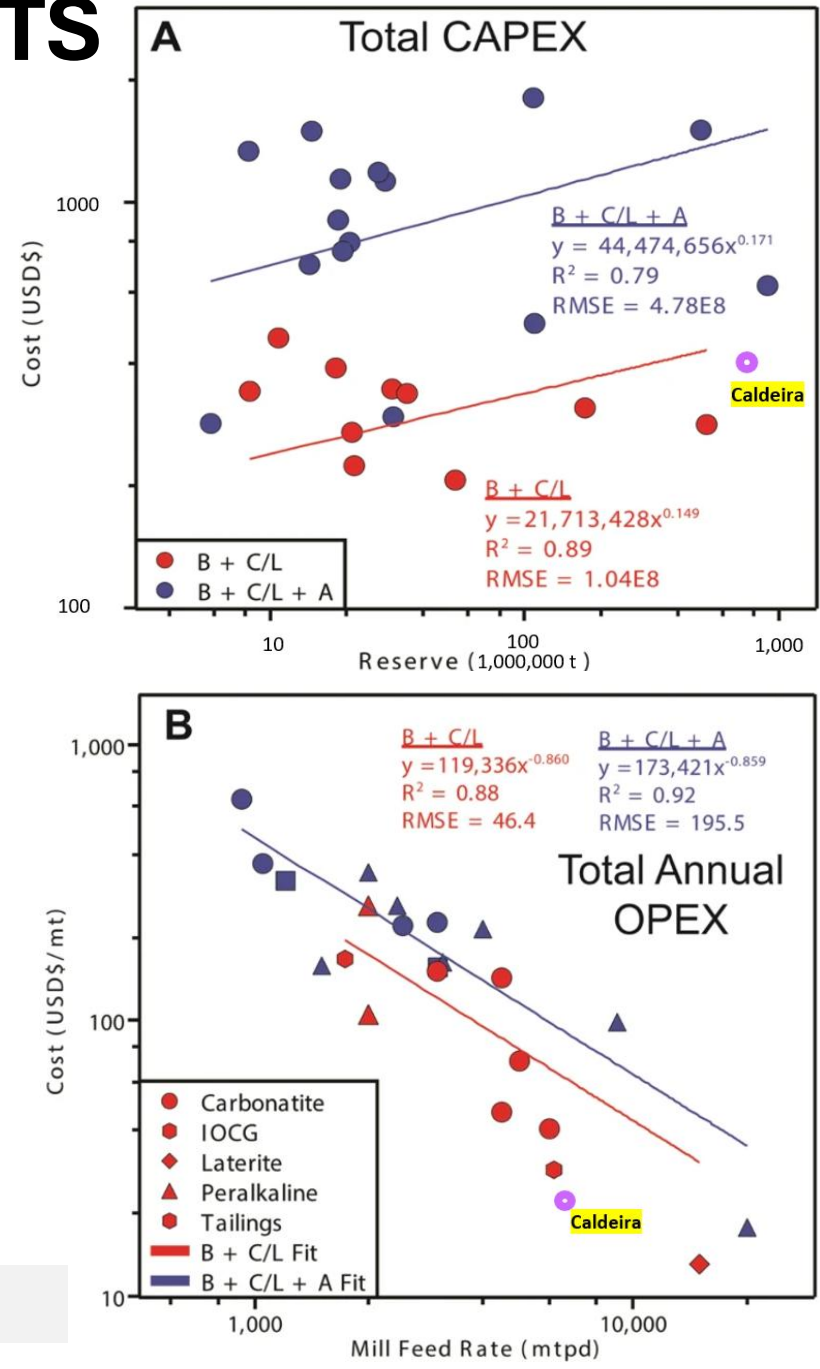 TS
A
Total CAPEX
1000
100
Cost (USD$)
B + C/L + A
y = 44,474,656x^0.171
R² = 0.79
RMSE = 4.78E8
Caldeira
B + C/L
y =21,713,428x^0.149
R² = 0.89
RMSE = 1.04E8
B + C/L
B + C/L + A
10
100
1,000
Reserve (1,000,000 t )
B
B + C/L
y =119,336x^-0.860
R² = 0.88
RMSE = 46.4
B + C/L + A
y =173,421x^-0.859
R² = 0.92
RMSE = 195.5
Total Annual
OPEX
1,000
100
10
Cost (USD$/mt)
Carbonatite
IOCG
Laterite
Peralkaline
Tailings
B + C/L Fit
B + C/L + A Fit
Caldeira
1,000
10,000
Mill Feed Rate (mtpd)